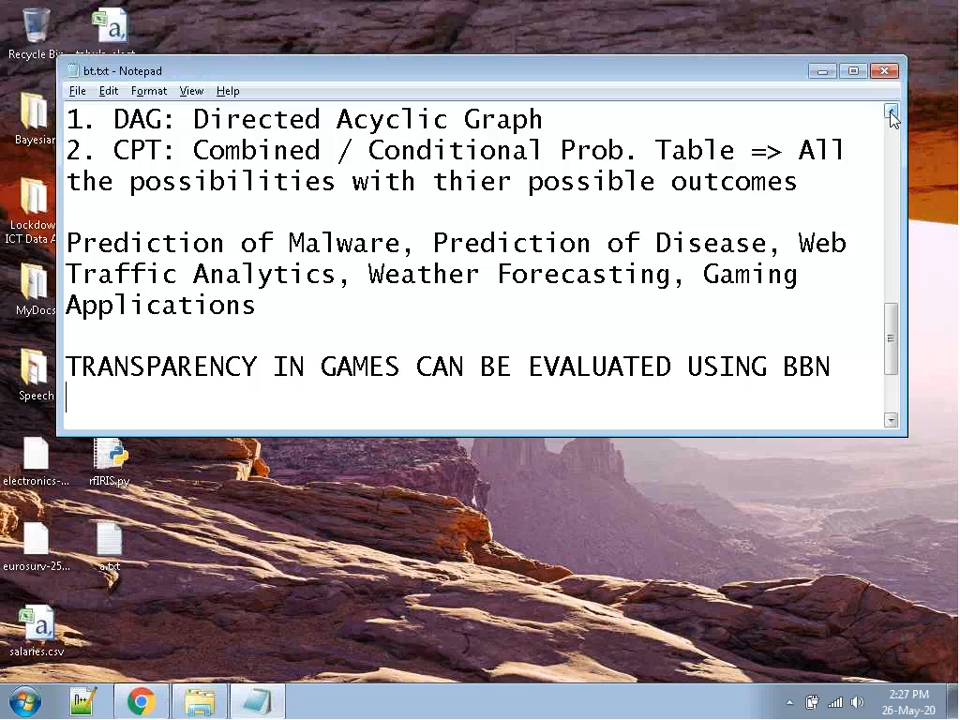 Recycle Bin
bt.txt - Notepad
File Edit Format View Help
1. DAG: Directed Acyclic Graph
2. CPT: Combined / Conditional Prob. Table => All
the possibilities with thier possible outcomes
Prediction of Malware, Prediction of Disease, Web
Traffic Analytics, Weather Forecasting, Gaming
Applications
TRANSPARENCY IN GAMES CAN BE EVALUATED USING BBN
Bayesian
Lockdow
ICT Data A
MyDocs
Speech
electronics-...
rfIRIS.py
eurosurv-25...
a.txt
salaries.csv
N++
2:27 PM
26-May-20